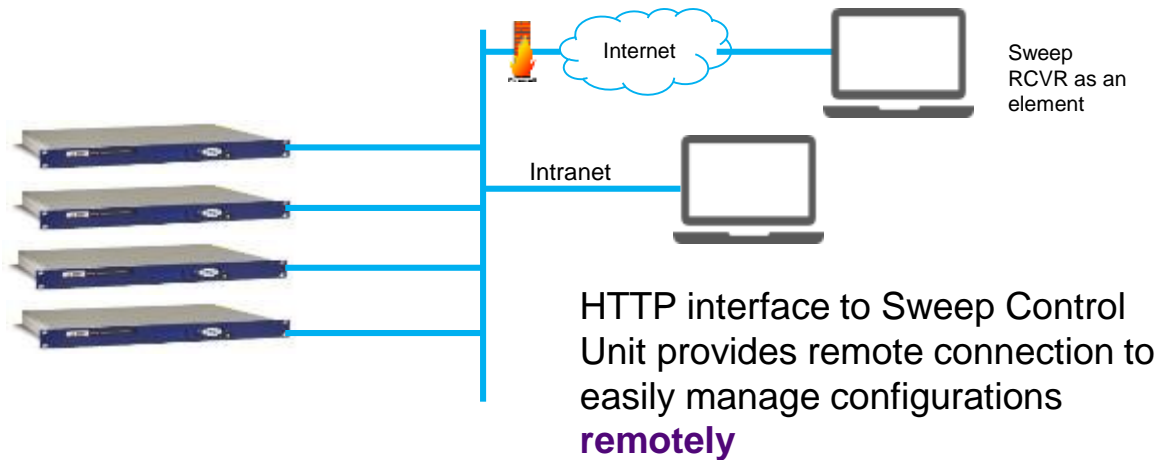 Internet
Sweep
RCVR as an
element
Intranet
HTTP interface to Sweep Control
Unit provides remote connection to
easily manage configurations
remotely